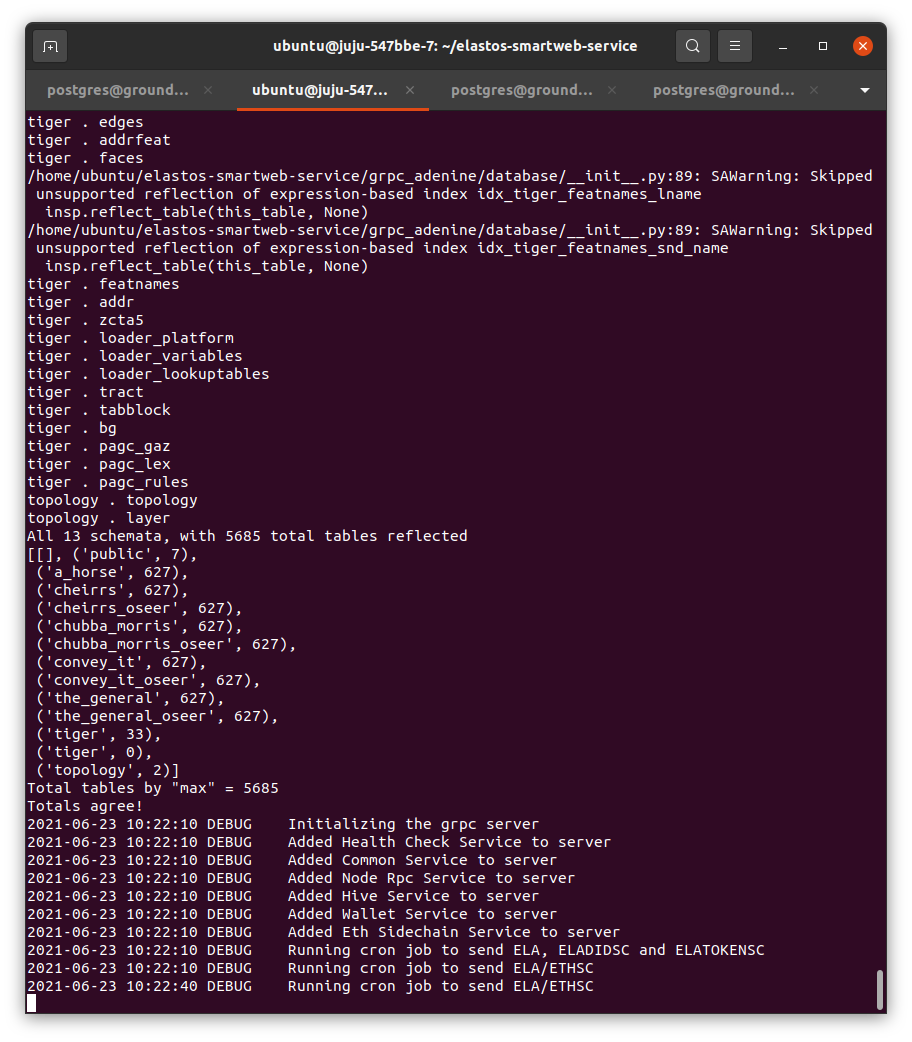 ubuntu@juju-547bbe-7: ~/elastos-smartweb-service
postgres@ground... × ubuntu@juju-547... × postgres@ground... × postgres@ground... ×
tiger . edges
tiger . addrfeat
tiger . faces
/home/ubuntu/elastos-smartweb-service/grpc_adenine/database/__init__.py:89: SAWarning: Skipped
 unsupported reflection of expression-based index idx_tiger_featnames_lname
  insp.reflect_table(this_table, None)
/home/ubuntu/elastos-smartweb-service/grpc_adenine/database/__init__.py:89: SAWarning: Skipped
 unsupported reflection of expression-based index idx_tiger_featnames_snd_name
  insp.reflect_table(this_table, None)
tiger . featnames
tiger . addr
tiger . zcta5
tiger . loader_platform
tiger . loader_variables
tiger . loader_lookuptables
tiger . tract
tiger . tabblock
tiger . bg
tiger . pagc_gaz
tiger . pagc_lex
tiger . pagc_rules
topology . topology
topology . layer
All 13 schemata, with 5685 total tables reflected
[[], ('public', 7),
 ('a_horse', 627),
 ('cheirrs', 627),
 ('cheirrs_oseer', 627),
 ('chubba_morris', 627),
 ('chubba_morris_oseer', 627),
 ('convey_it', 627),
 ('convey_it_oseer', 627),
 ('the_general', 627),
 ('the_general_oseer', 627),
 ('tiger', 33),
 ('tiger', 0),
 ('topology', 2)]
Total tables by "max" = 5685
Totals agree!
2021-06-23 10:22:10 DEBUG    Initializing the grpc server
2021-06-23 10:22:10 DEBUG    Added Health Check Service to server
2021-06-23 10:22:10 DEBUG    Added Common Service to server
2021-06-23 10:22:10 DEBUG    Added Node Rpc Service to server
2021-06-23 10:22:10 DEBUG    Added Hive Service to server
2021-06-23 10:22:10 DEBUG    Added Wallet Service to server
2021-06-23 10:22:10 DEBUG    Added Eth Sidechain Service to server
2021-06-23 10:22:10 DEBUG    Running cron job to send ELA, ELADIDSC and ELATOKENSC
2021-06-23 10:22:10 DEBUG    Running cron job to send ELA/ETHSC
2021-06-23 10:22:40 DEBUG    Running cron job to send ELA/ETHSC